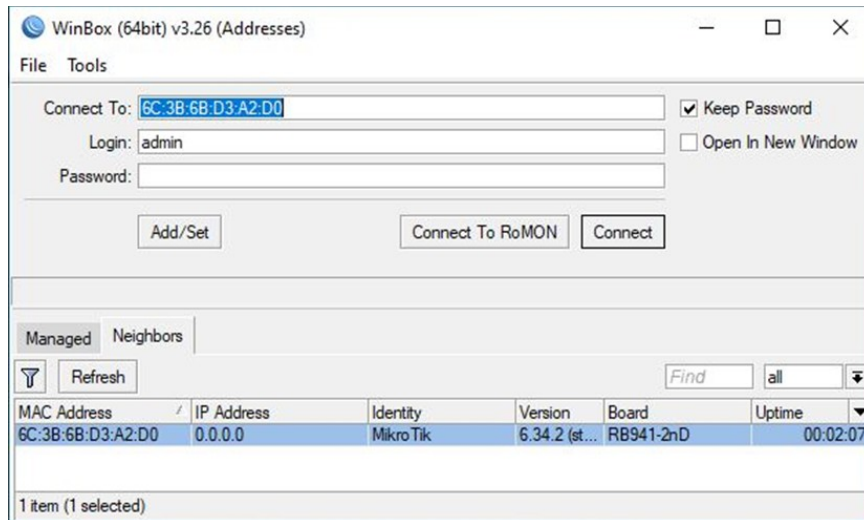 WinBox (64bit) v3.26 (Addresses)
File Tools
Connect To: 6C:3B:6B:D3:A2:D0 Keep Password
Login: admin Open In New Window
Password:
Add/Set Connect To RoMON Connect
Managed Neighbors
Refresh Find all
MAC Address IP Address Identity Version Board Uptime
6C:3B:6B:D3:A2:D0 0.0.0.0 MikroTik 6.34.2 (st... RB941-2nD 00:02:07
1 item (1 selected)